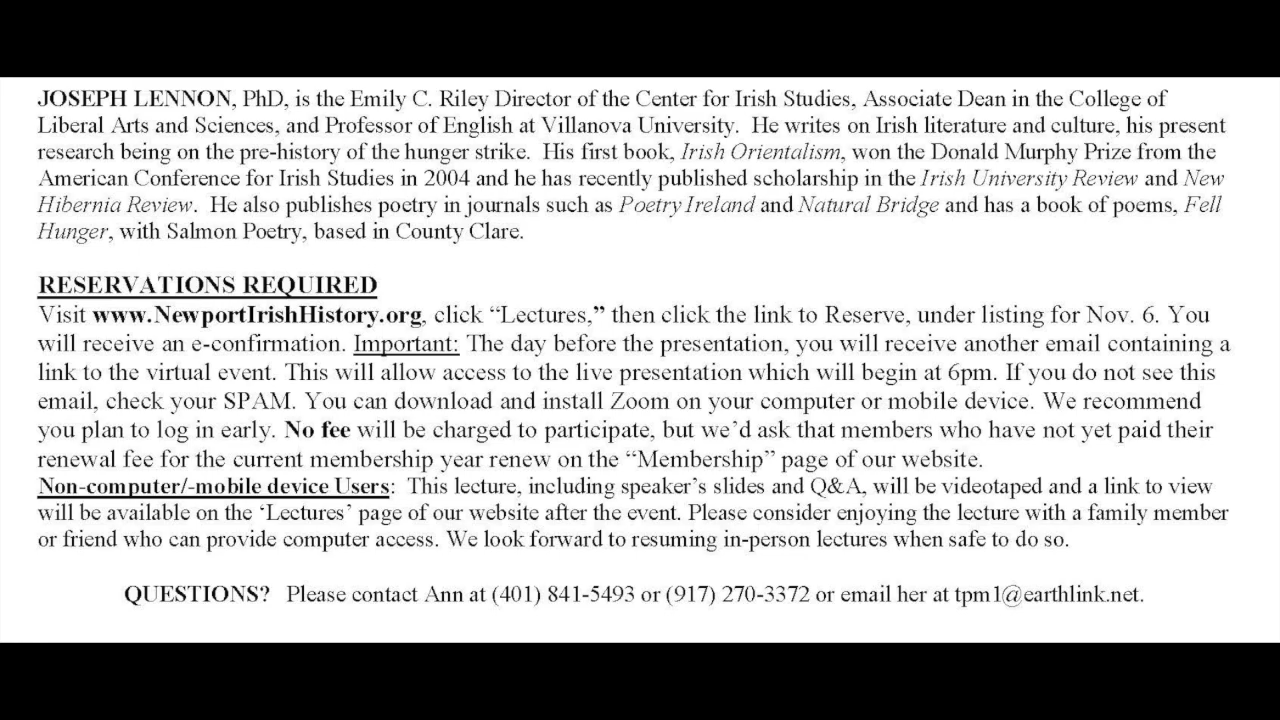 JOSEPH LENNON, PhD, is the Emily C. Riley Director of the Center for Irish Studies, Associate Dean in the College of
Liberal Arts and Sciences, and Professor of English at Villanova University.  He writes on Irish literature and culture, his present
research being on the pre-history of the hunger strike.  His first book, Irish Orientalism, won the Donald Murphy Prize from the
American Conference for Irish Studies in 2004 and he has recently published scholarship in the Irish University Review and New
Hibernia Review.  He also publishes poetry in journals such as Poetry Ireland and Natural Bridge and has a book of poems, Fell
Hunger, with Salmon Poetry, based in County Clare.
RESERVATIONS REQUIRED
Visit www.NewportIrishHistory.org, click “Lectures,” then click the link to Reserve, under listing for Nov. 6. You
will receive an e-confirmation. Important: The day before the presentation, you will receive another email containing a
link to the virtual event. This will allow access to the live presentation which will begin at 6pm. If you do not see this
email, check your SPAM. You can download and install Zoom on your computer or mobile device. We recommend
you plan to log in early. No fee will be charged to participate, but we’d ask that members who have not yet paid their
renewal fee for the current membership year renew on the “Membership” page of our website.
Non-computer/-mobile device Users:  This lecture, including speaker’s slides and Q&A, will be videotaped and a link to view
will be available on the ‘Lectures’ page of our website after the event. Please consider enjoying the lecture with a family member
or friend who can provide computer access. We look forward to resuming in-person lectures when safe to do so.
QUESTIONS?  Please contact Ann at (401) 841-5493 or (917) 270-3372 or email her at tpm1@earthlink.net.